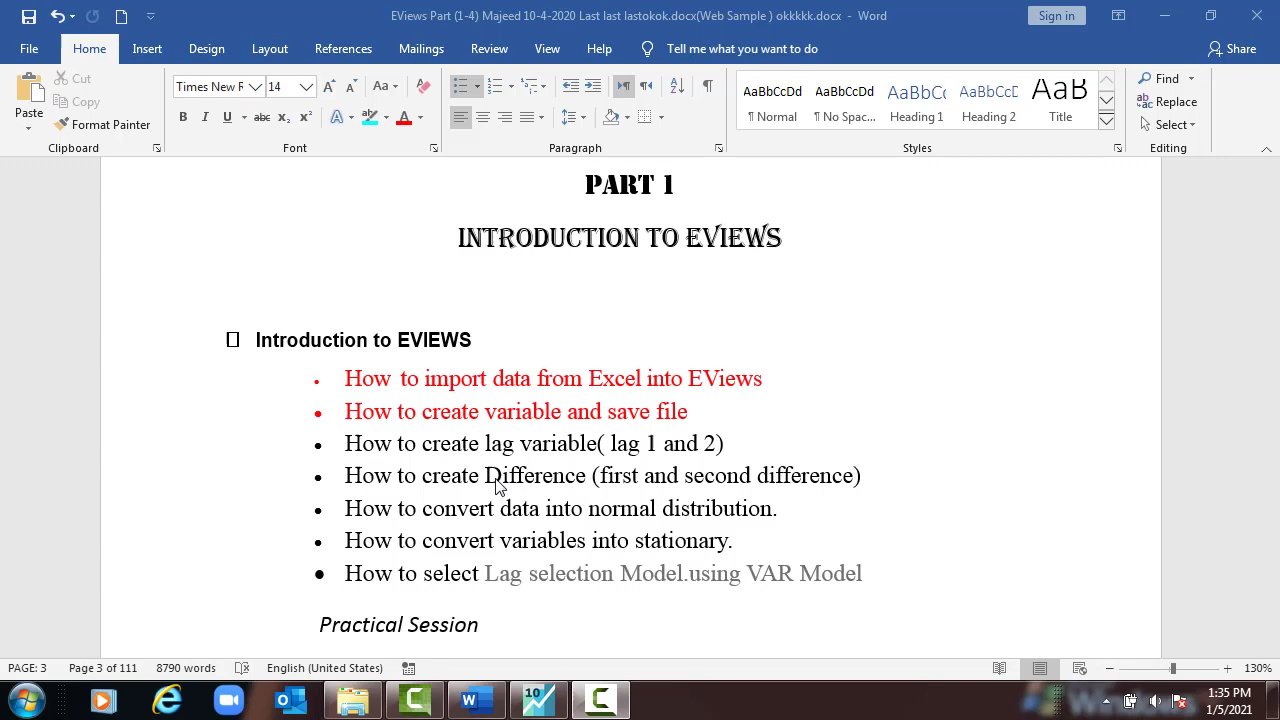 EViews Part (1-4) Majeed 10-4-2020 Last last lastokok.docx(Web Sample ) okkkkk.docx - Word
Sign in
File Home Insert Design Layout References Mailings Review View Help Tell me what you want to do Share
Paste
Cut
Copy
Format Painter
Clipboard
Times New R 14
Aa
B I U abc x₂ x² A A
Font
Paragraph
AaBbCcDd AaBbCcDd AaBbCc AaBbCcE AaB
¶ Normal ¶ No Spac... Heading 1 Heading 2 Title
Styles
Find
Replace
Select
Editing
PART 1
INTRODUCTION TO EVIEWS
Introduction to EVIEWS
• How to import data from Excel into EViews
• How to create variable and save file
• How to create lag variable( lag 1 and 2)
• How to create Difference (first and second difference)
• How to convert data into normal distribution.
• How to convert variables into stationary.
• How to select Lag selection Model.using VAR Model
Practical Session
PAGE: 3 Page 3 of 111 8790 words English (United States) 130%
10
1:35 PM
1/5/2021